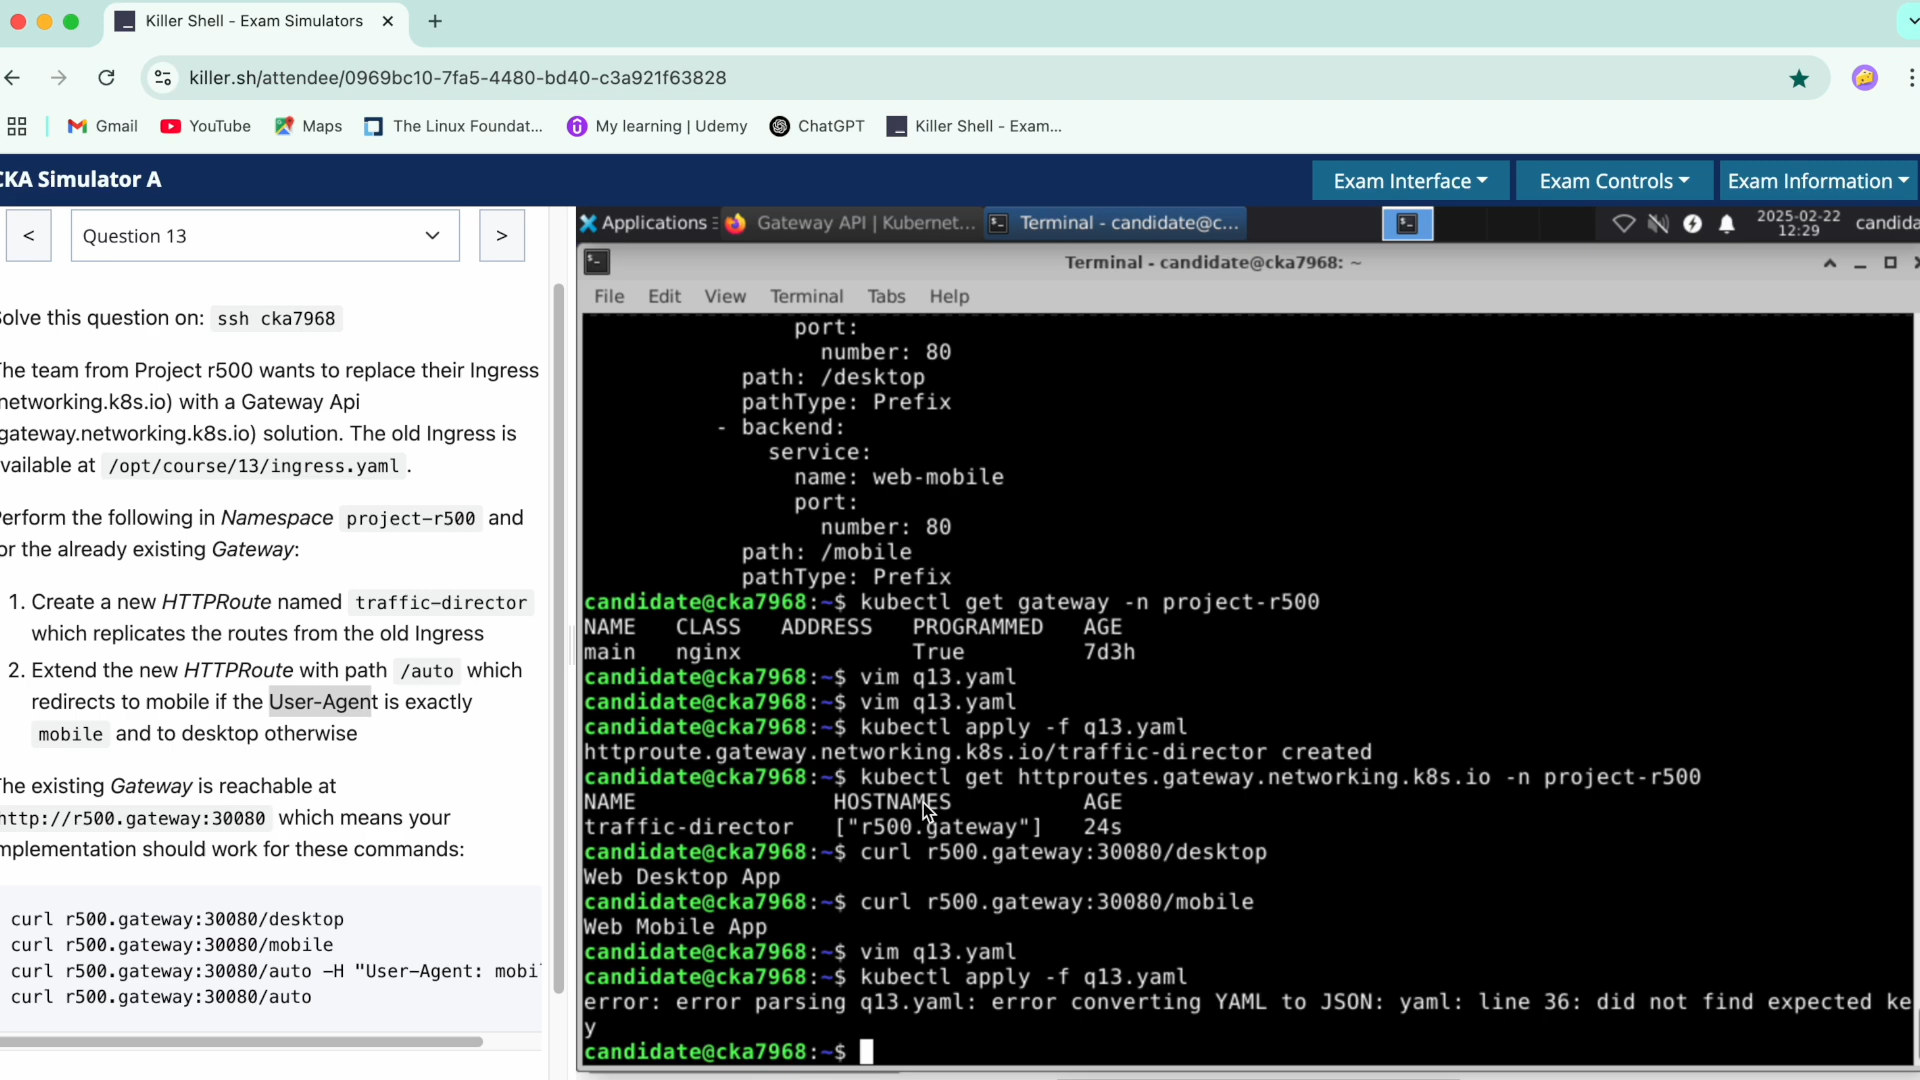 Killer Shell - Exam Simulators
killer.sh/attendee/0969bc10-7fa5-4480-bd40-c3a921f63828
Gmail
YouTube
Maps
The Linux Foundat...
My learning | Udemy
ChatGPT
Killer Shell - Exam...
CKA Simulator A
Exam Interface
Exam Controls
Exam Information
<
Question 13
>
olve this question on: ssh cka7968
he team from Project r500 wants to replace their Ingress
networking.k8s.io) with a Gateway Api
gateway.networking.k8s.io) solution. The old Ingress is
vailable at /opt/course/13/ingress.yaml .
erform the following in Namespace project-r500 and
or the already existing Gateway:
1. Create a new HTTPRoute named traffic-director
which replicates the routes from the old Ingress
2. Extend the new HTTPRoute with path /auto which
redirects to mobile if the User-Agent is exactly
mobile and to desktop otherwise
he existing Gateway is reachable at
http://r500.gateway:30080 which means your
mplementation should work for these commands:
curl r500.gateway:30080/desktop
curl r500.gateway:30080/mobile
curl r500.gateway:30080/auto -H "User-Agent: mobi
curl r500.gateway:30080/auto
Applications
Gateway API | Kubernet...
Terminal - candidate@c...
2025-02-22
12:29
candida
Terminal - candidate@cka7968: ~
File Edit View Terminal Tabs Help
port:
number: 80
path: /desktop
pathType: Prefix
- backend:
service:
name: web-mobile
port:
number: 80
path: /mobile
pathType: Prefix
candidate@cka7968:~$ kubectl get gateway -n project-r500
NAME CLASS ADDRESS PROGRAMMED AGE
main nginx True 7d3h
candidate@cka7968:~$ vim q13.yaml
candidate@cka7968:~$ vim q13.yaml
candidate@cka7968:~$ kubectl apply -f q13.yaml
httproute.gateway.networking.k8s.io/traffic-director created
candidate@cka7968:~$ kubectl get httproutes.gateway.networking.k8s.io -n project-r500
NAME HOSTNAMES AGE
traffic-director ["r500.gateway"] 24s
candidate@cka7968:~$ curl r500.gateway:30080/desktop
Web Desktop App
candidate@cka7968:~$ curl r500.gateway:30080/mobile
Web Mobile App
candidate@cka7968:~$ vim q13.yaml
candidate@cka7968:~$ kubectl apply -f q13.yaml
error: error parsing q13.yaml: error converting YAML to JSON: yaml: line 36: did not find expected ke
y
candidate@cka7968:~$